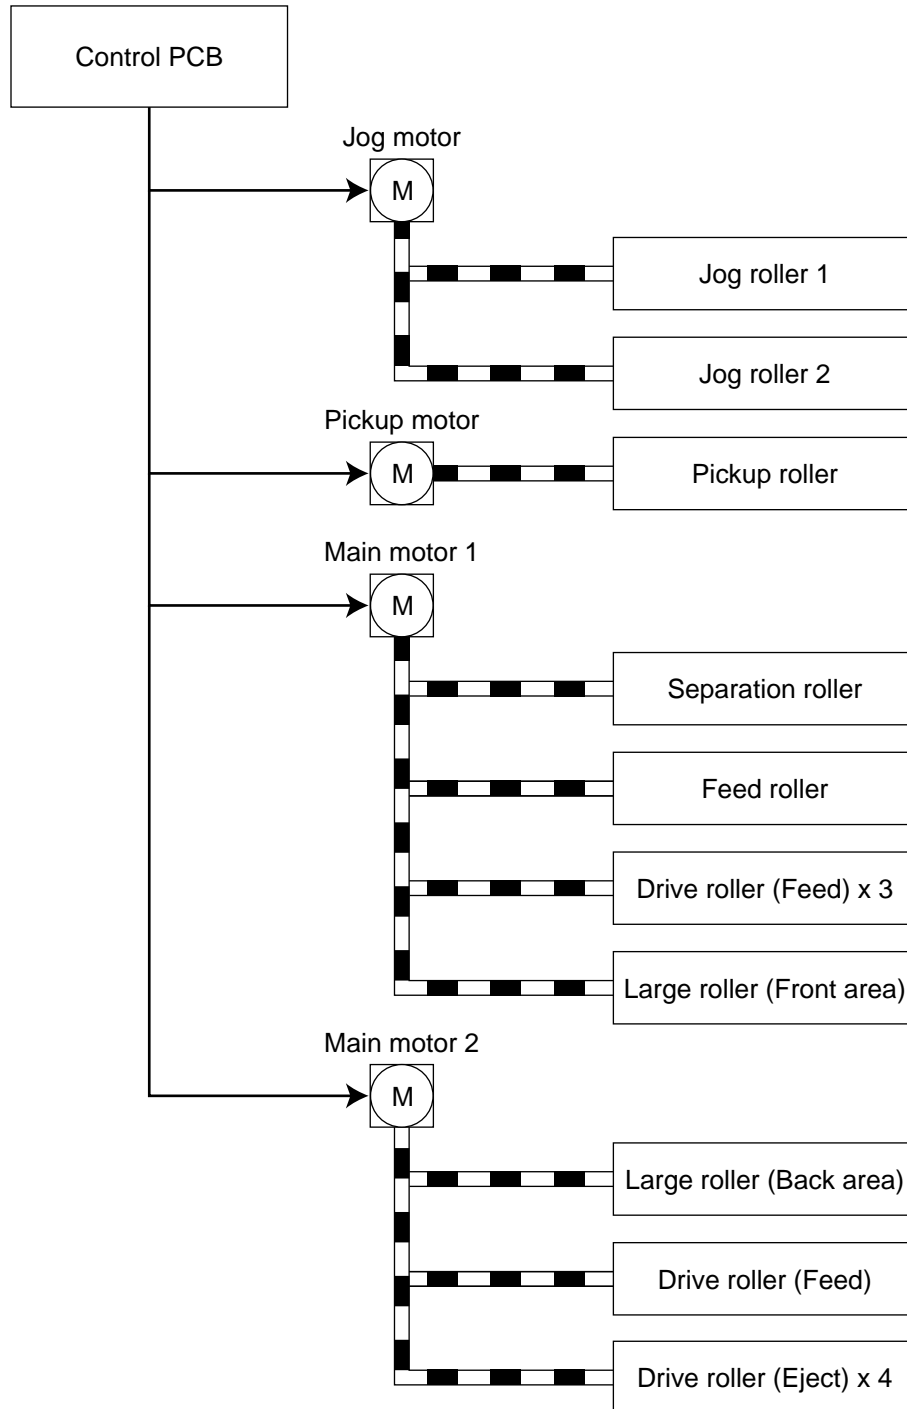 Control PCB
Jog motor
M
Jog roller 1
Jog roller 2
Pickup motor
M
Pickup roller
Main motor 1
M
Separation roller
Feed roller
Drive roller (Feed) x 3
Large roller (Front area)
Main motor 2
M
Large roller (Back area)
Drive roller (Feed)
Drive roller (Eject) x 4